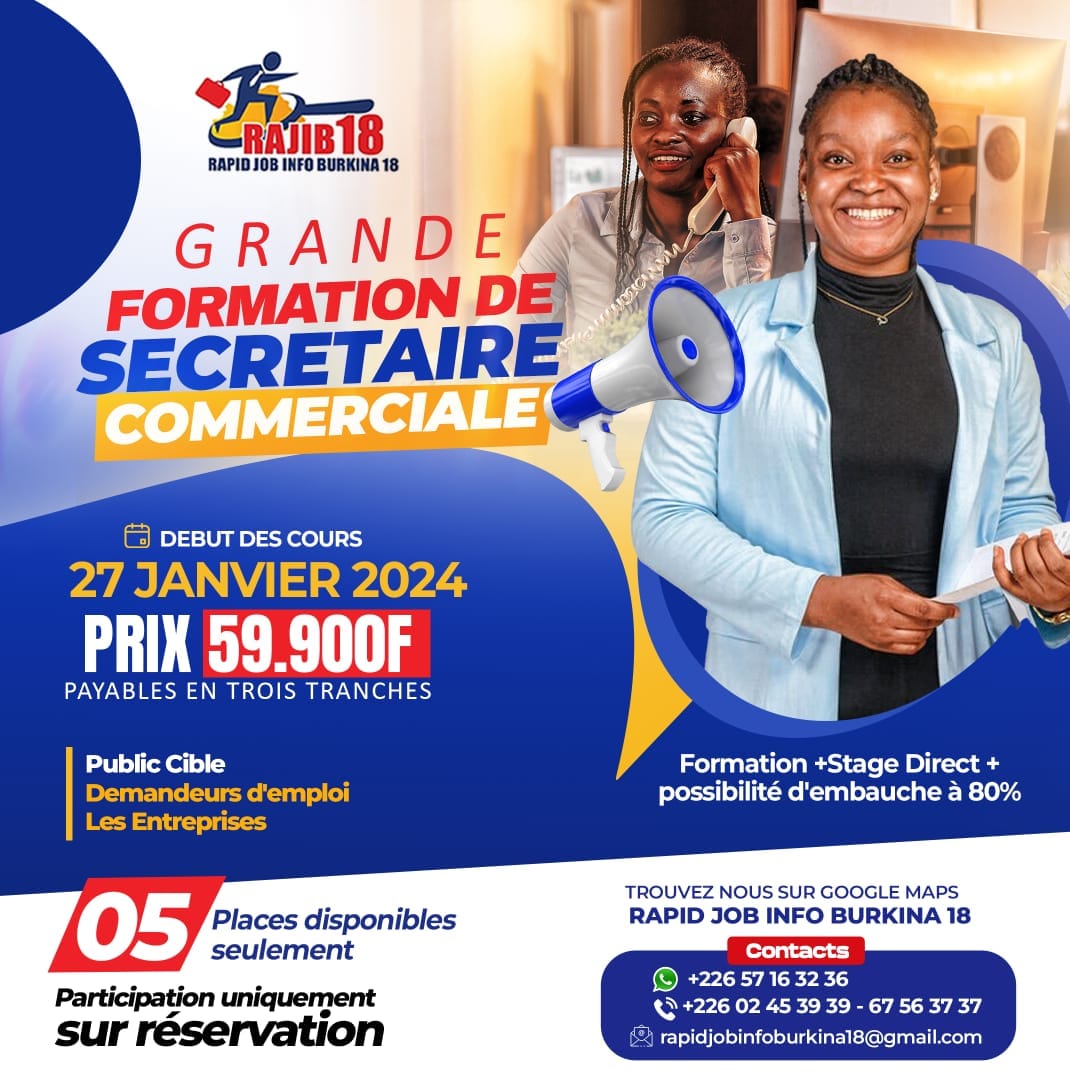 RAJIB18
RAPID JOB INFO BURKINA 18
GRANDE
FORMATION DE
SECRETAIRE
COMMERCIALE
DEBUT DES COURS
27 JANVIER 2024
PRIX 59.900F
PAYABLES EN TROIS TRANCHES
Public Cible
Demandeurs d'emploi
Les Entreprises
Formation +Stage Direct +
possibilité d'embauche à 80%
05 Places disponibles
seulement
Participation uniquement
sur réservation
TROUVEZ NOUS SUR GOOGLE MAPS
RAPID JOB INFO BURKINA 18
Contacts
+226 57 16 32 36
+226 02 45 39 39 - 67 56 37 37
rapidjobinfoburkina18@gmail.com